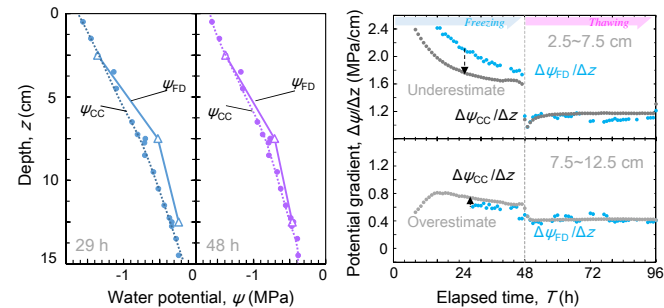 0
5
10
15
Depth, z (cm)
ψFD
ψCC
29 h
ψFD
ψCC
48 h
-1
0
-1
0
Water potential, ψ (MPa)
Potential gradient, Δψ/Δz (MPa/cm)
2.4
2.0
1.6
1.2
1.2
0.8
0.4
0
Freezing
Thawing
2.5~7.5 cm
ΔψFD/Δz
Underestimate
ΔψCC/Δz
7.5~12.5 cm
ΔψCC/Δz
Overestimate
ΔψFD/Δz
0
24
48
72
96
Elapsed time, T (h)